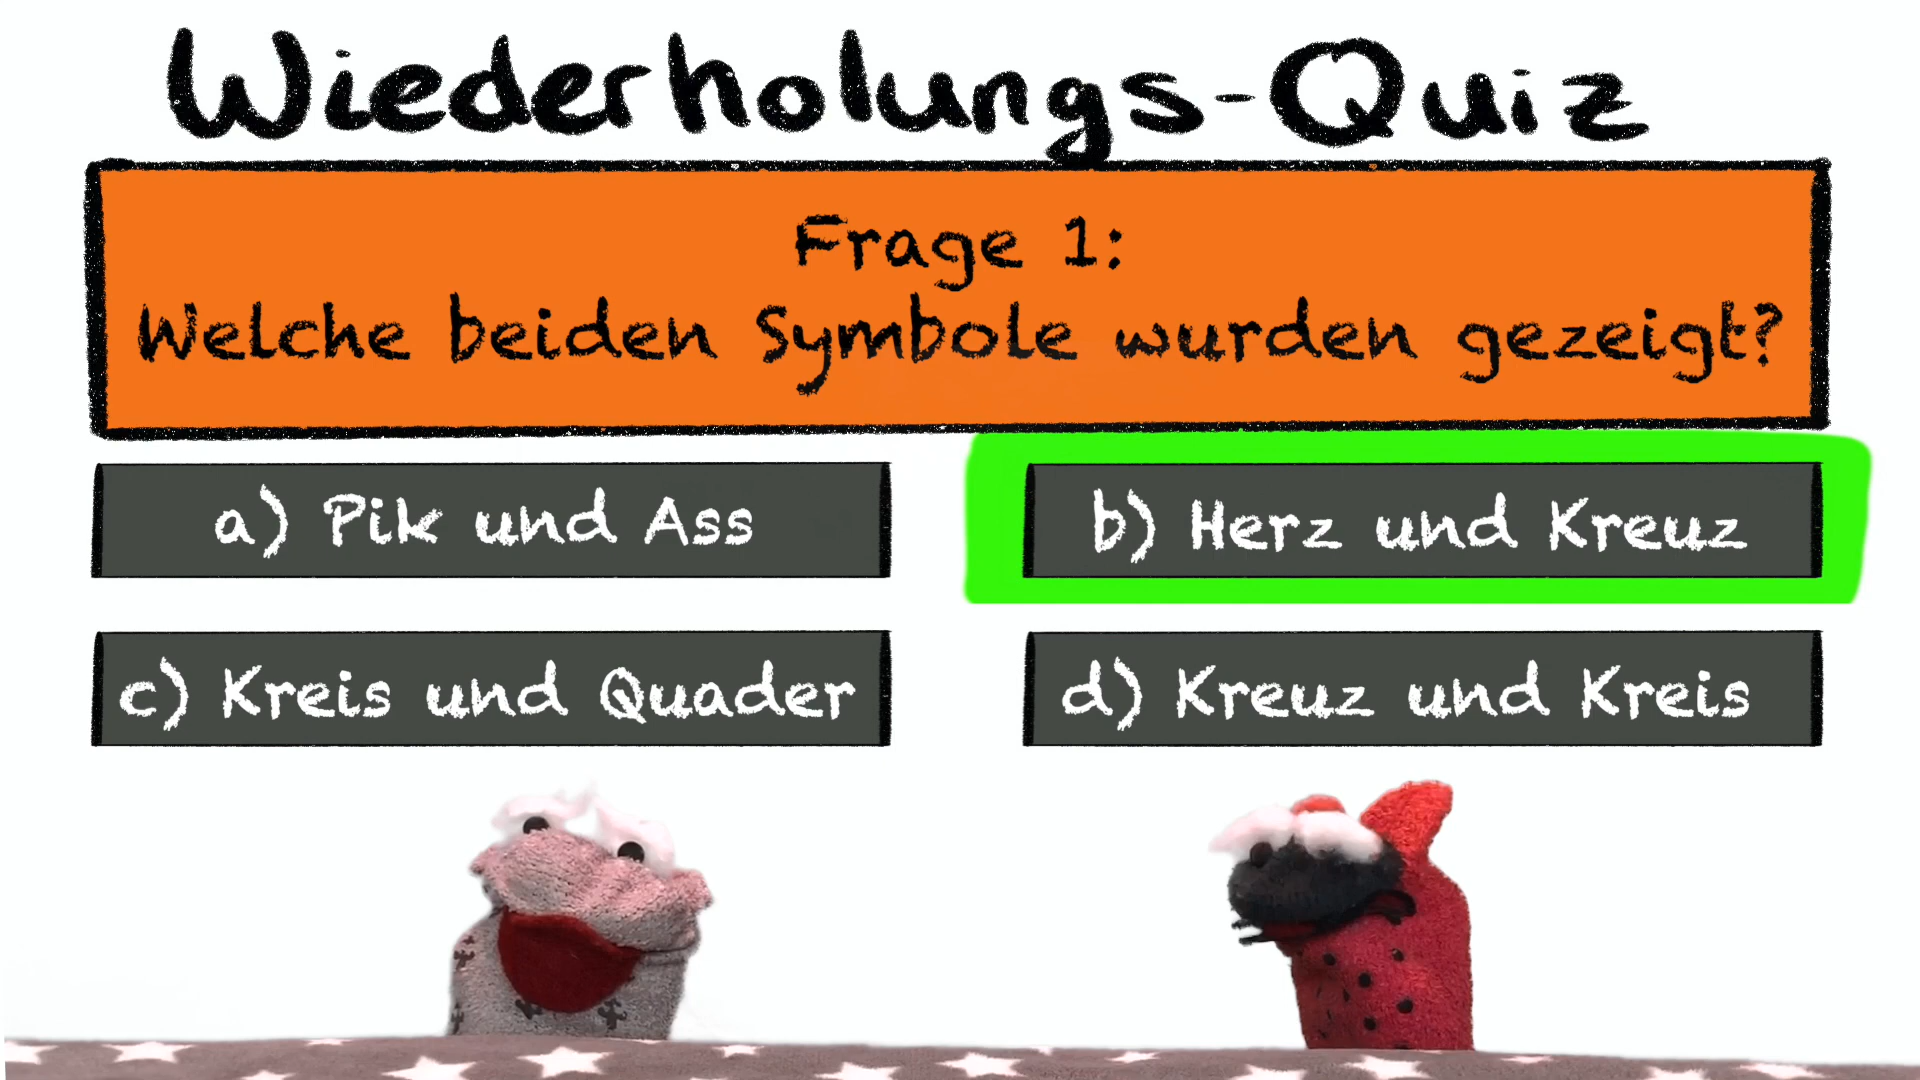 Wiederholungs-Quiz
Frage 1:
Welche beiden Symbole wurden gezeigt?
a) Pik und Ass
b) Herz und Kreuz
c) Kreis und Quader
d) Kreuz und Kreis